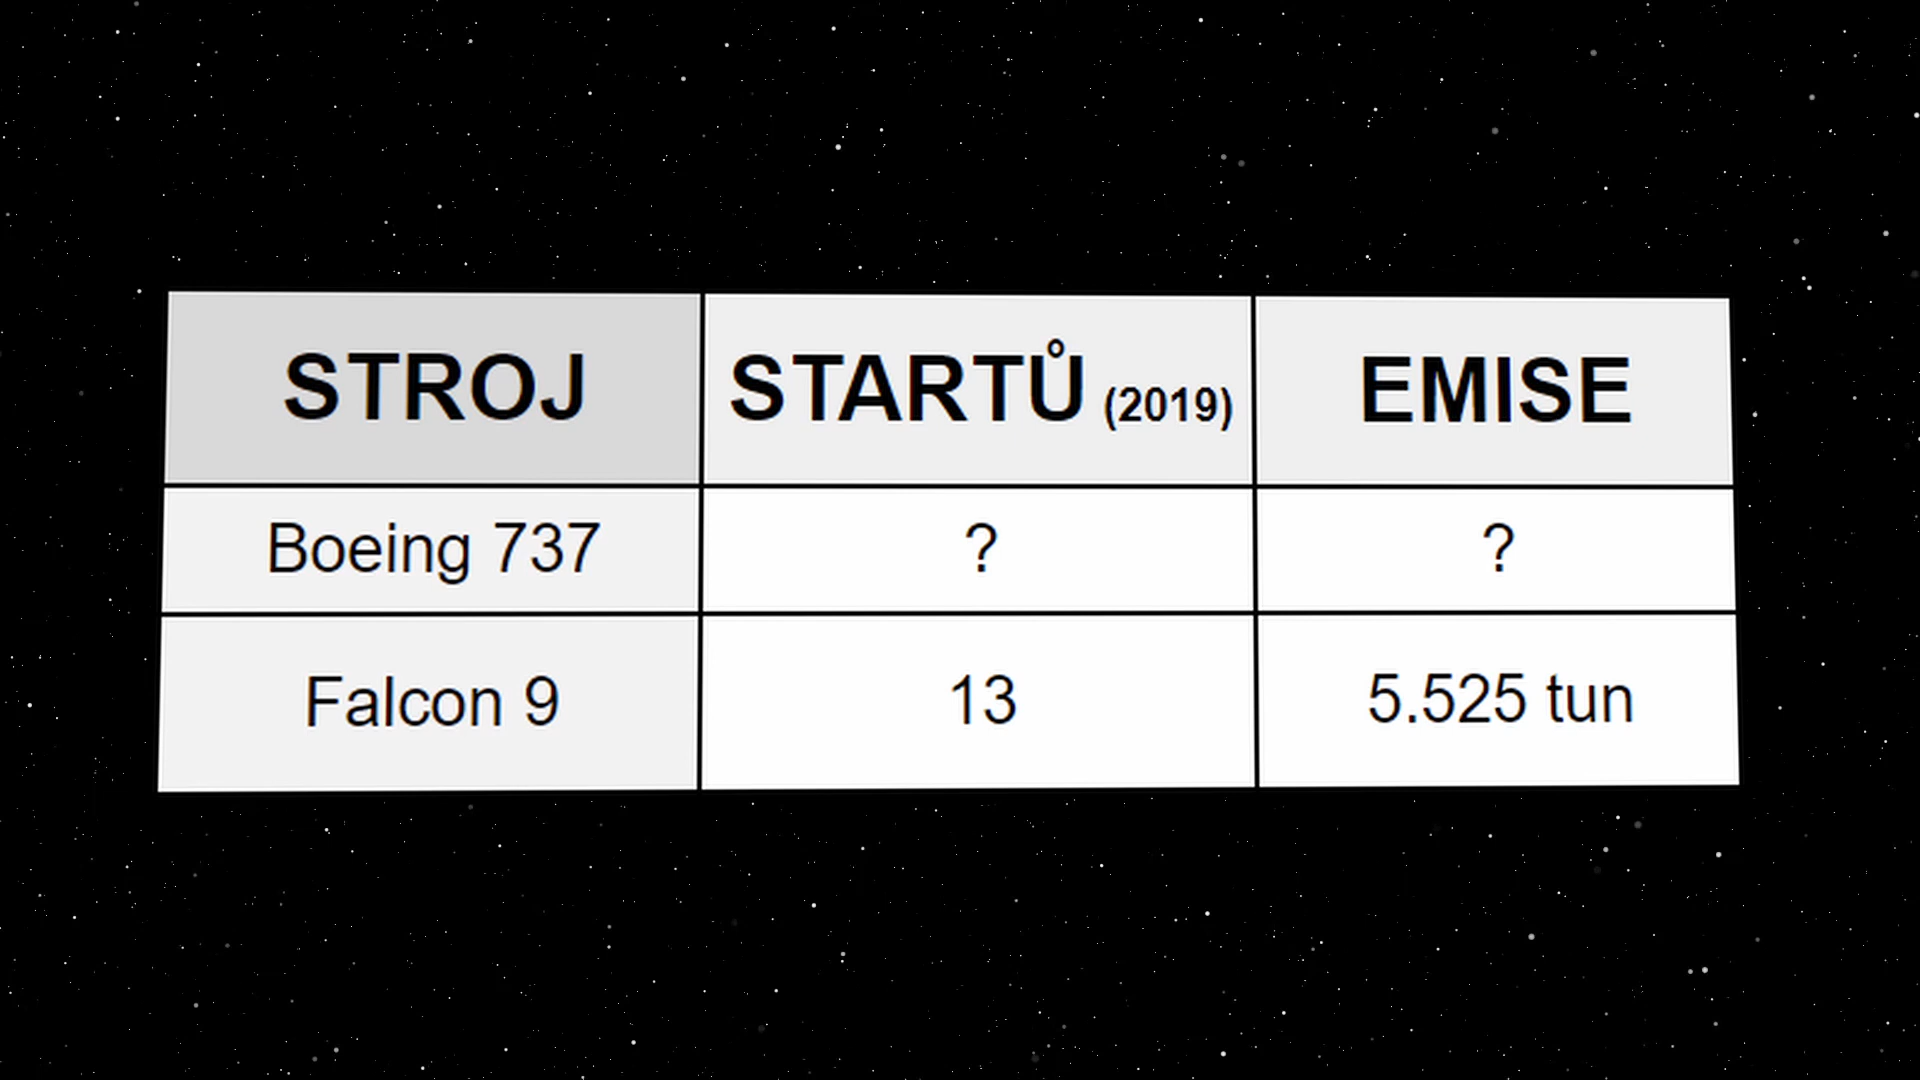 STROJ STARTŮ (2019) EMISE
Boeing 737 ? ?
Falcon 9 13 5.525 tun